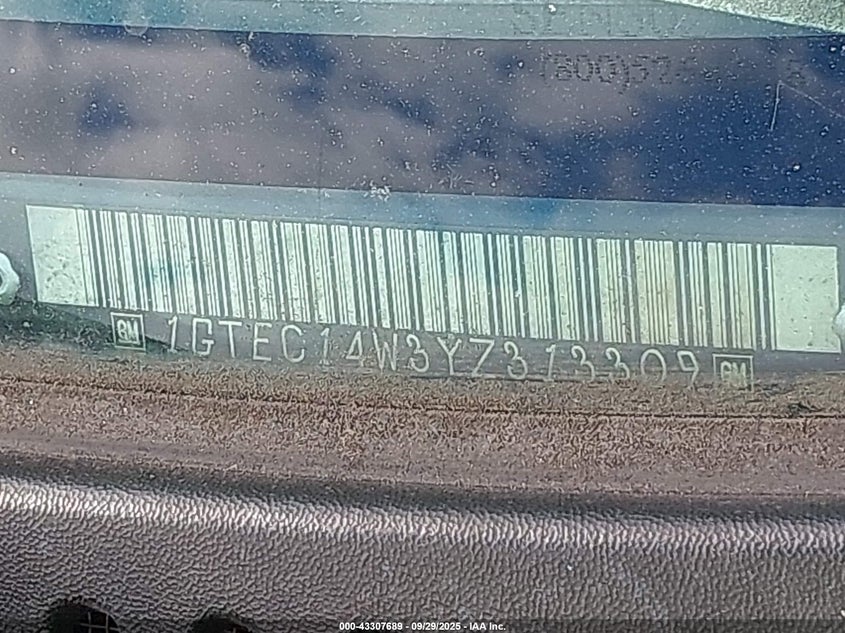 GM 1GTEC14W3YZ313309 GM
000-43307689 - 09/29/2025 - IAA Inc.